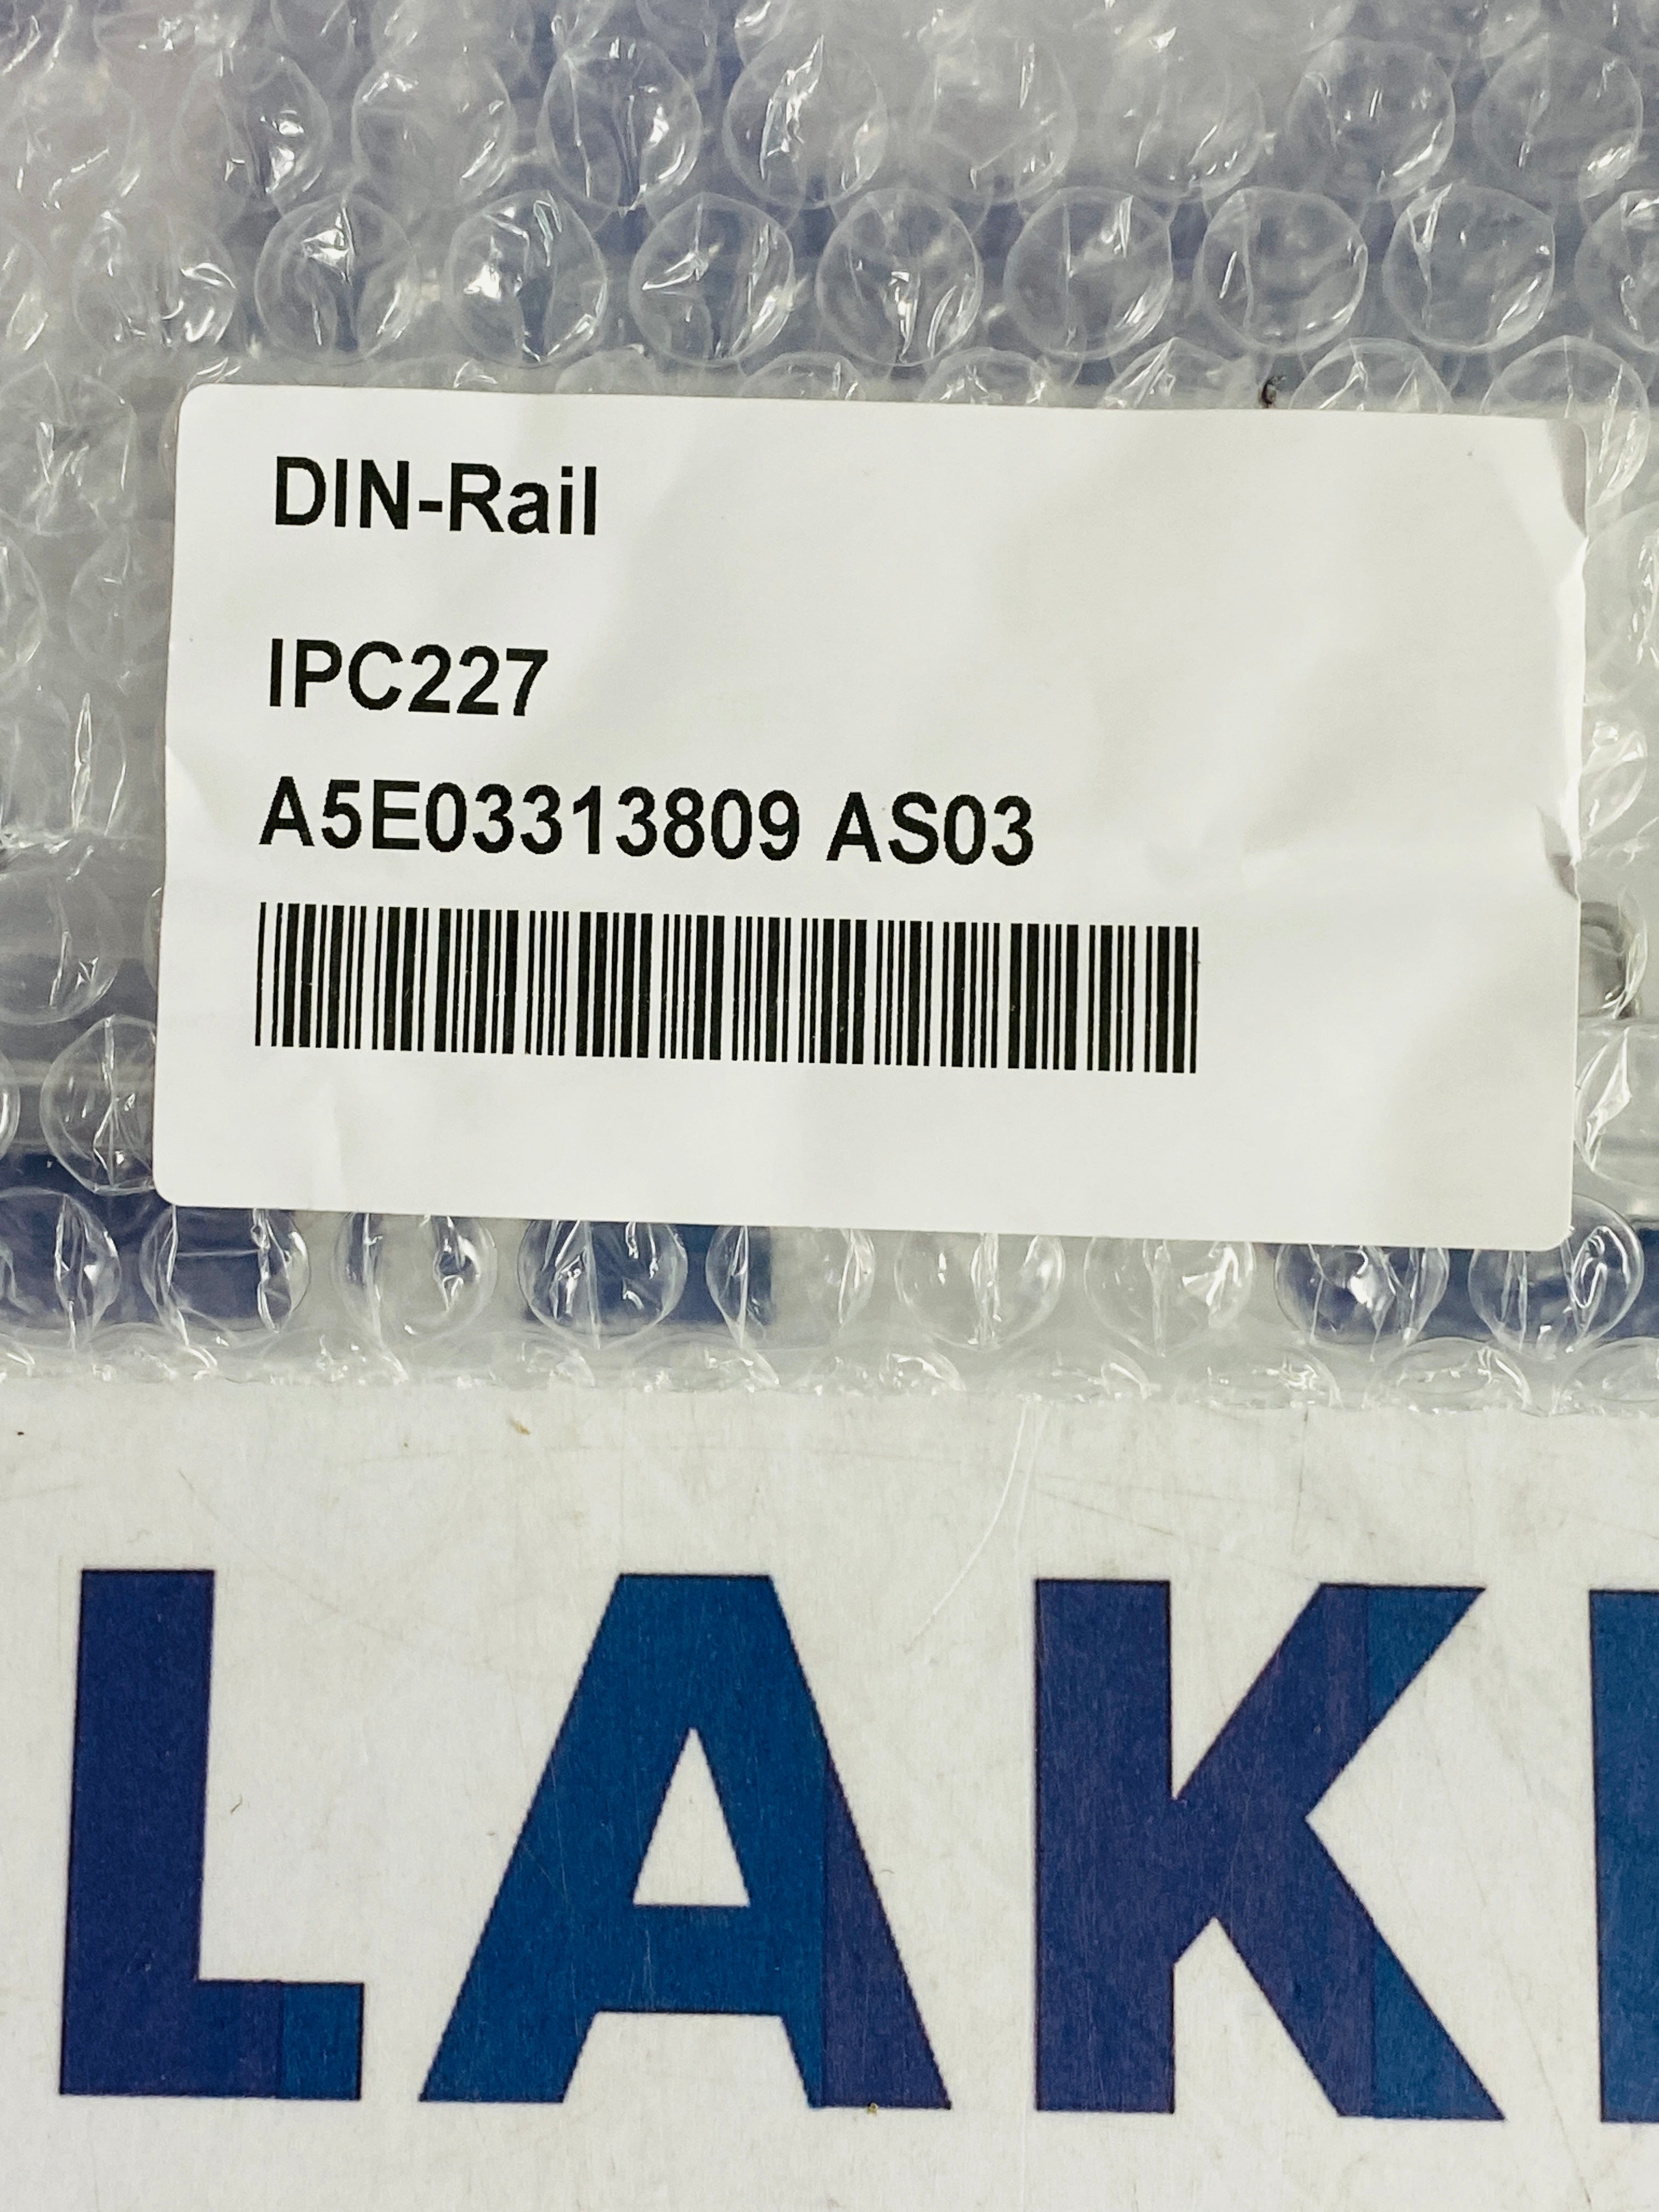 DIN-Rail
IPC227
A5E03313809 AS03
LAK